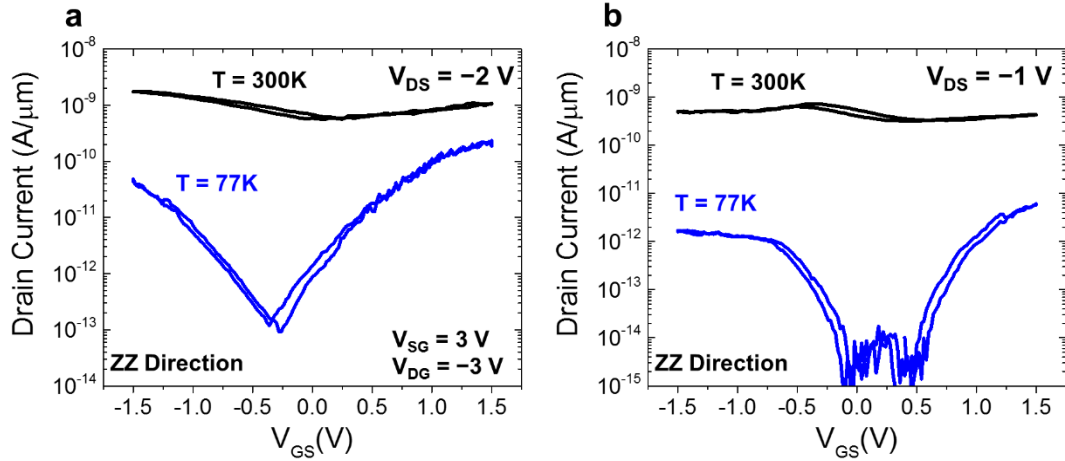 a
10⁻⁸
10⁻⁹
10⁻¹⁰
10⁻¹¹
10⁻¹²
10⁻¹³
10⁻¹⁴
Drain Current (A/μm)
T = 300K
V_DS = −2 V
T = 77K
V_SG = 3 V
V_DG = −3 V
ZZ Direction
-1.5 -1.0 -0.5 0.0 0.5 1.0 1.5
V_GS(V)
b
10⁻⁸
10⁻⁹
10⁻¹⁰
10⁻¹¹
10⁻¹²
10⁻¹³
10⁻¹⁴
10⁻¹⁵
Drain Current (A/μm)
T = 300K
V_DS = −1 V
T = 77K
ZZ Direction
-1.5 -1.0 -0.5 0.0 0.5 1.0 1.5
V_GS(V)